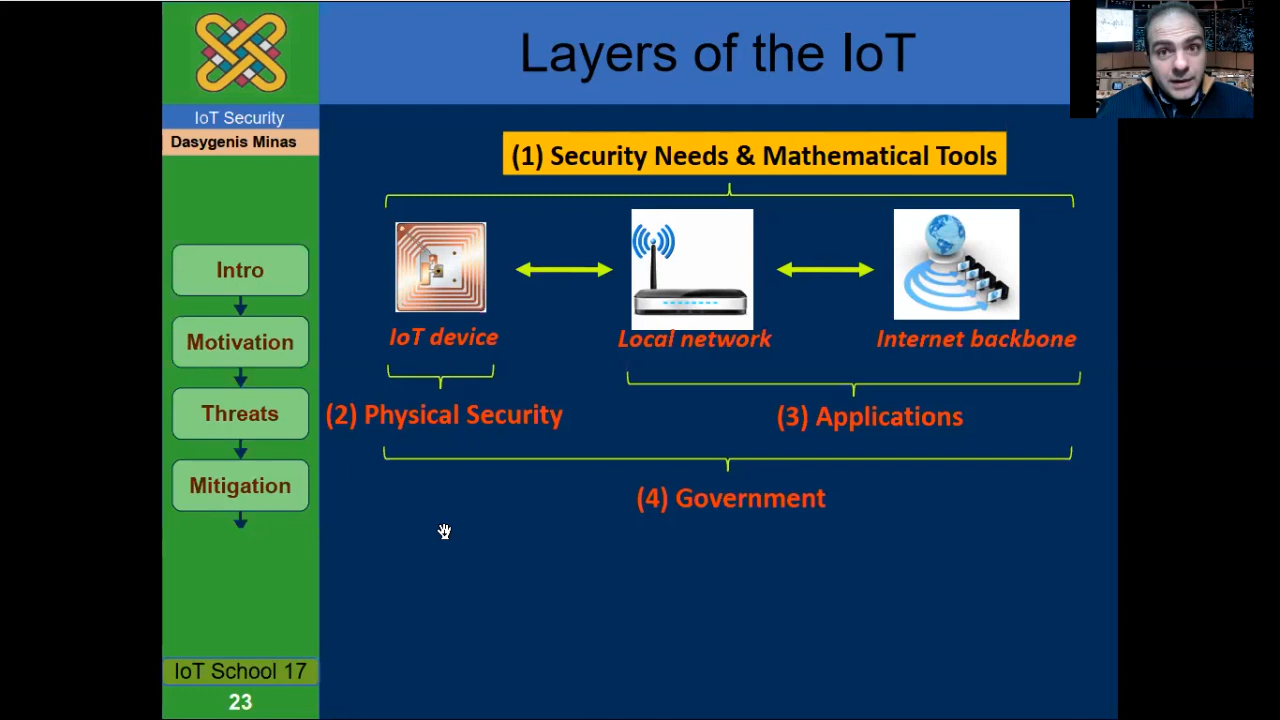 Layers of the IoT
IoT Security
Dasygenis Minas
(1) Security Needs & Mathematical Tools
IoT device
Local network
Internet backbone
(2) Physical Security
(3) Applications
(4) Government
Intro
Motivation
Threats
Mitigation
IoT School 17
23